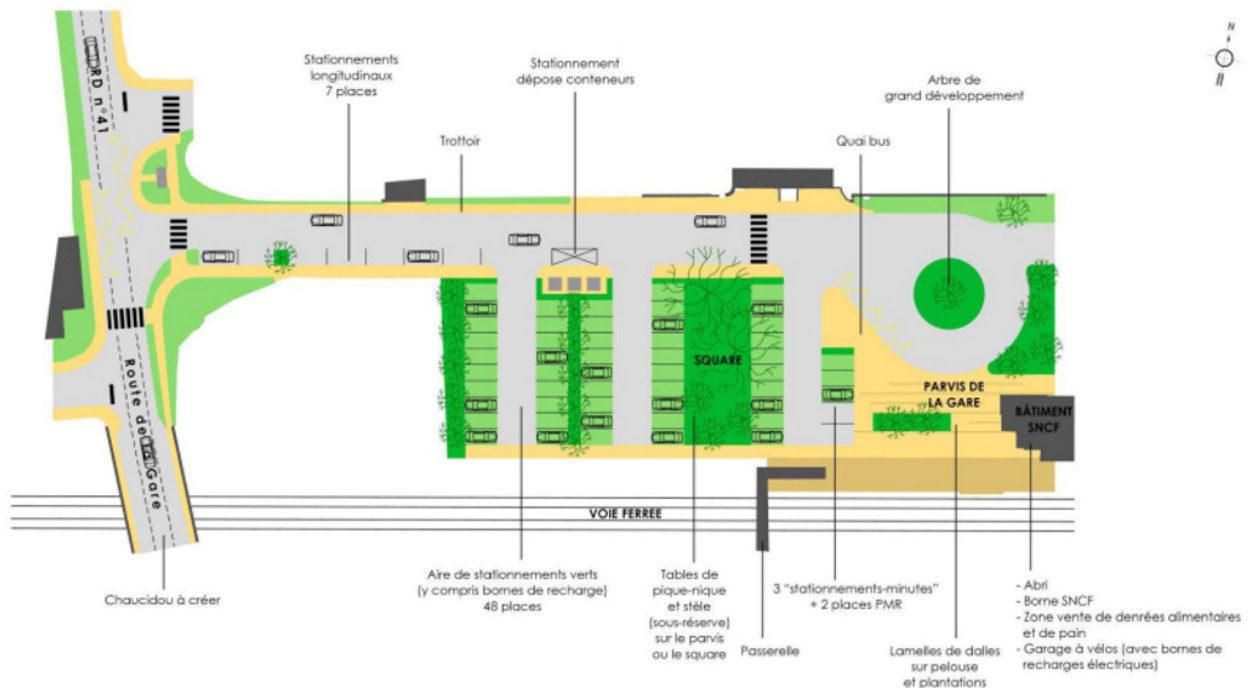 N
Stationnements
longitudinaux
7 places
Stationnement
dépose conteneurs
Arbre de
grand développement
RD n°41
Trottoir
Quai bus
SQUARE
PARVIS DE
LA GARE
BÂTIMENT
SNCF
Route de la Gare
VOIE FERREE
Chaucidou à créer
Aire de stationnements verts
(y compris bornes de recharge)
48 places
Tables de
pique-nique
et stèle
(sous-réserve)
sur le parvis
ou le square
Passerelle
3 "stationnements-minutes"
+ 2 places PMR
Lamelles de dalles
sur pelouse
et plantations
- Abri
- Borne SNCF
- Zone vente de denrées alimentaires
et de pain
- Garage à vélos (avec bornes de
recharges électriques)